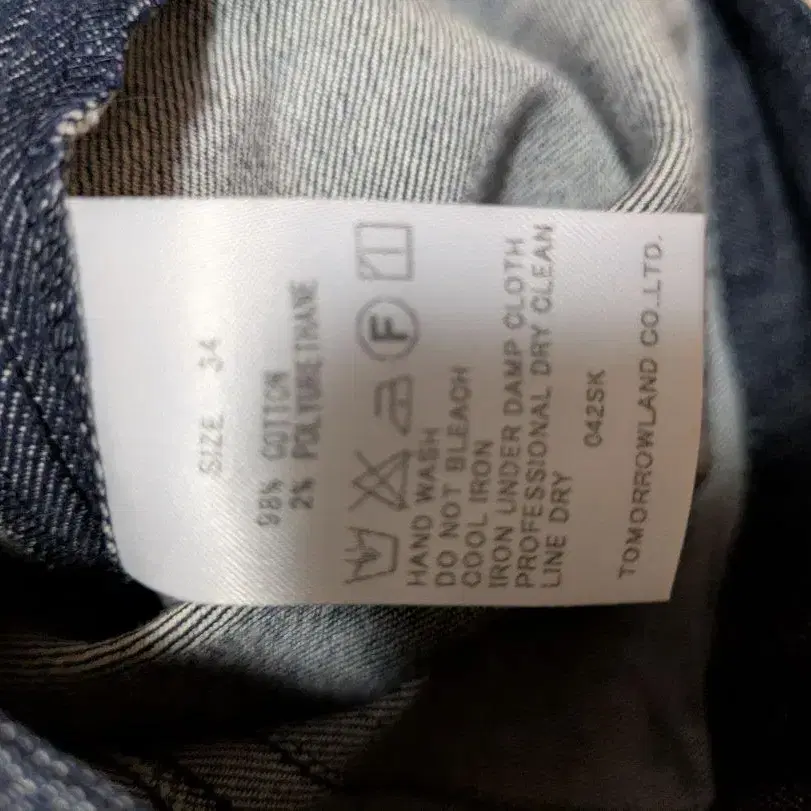 SIZE 34
98% COTTON
2% POLYURETHANE
F
HAND WASH
DO NOT BLEACH
COOL IRON
IRON UNDER DAMP CLOTH
PROFESSIONAL DRY CLEAN
LINE DRY
042SK
TOMORROWLAND CO.,LTD.